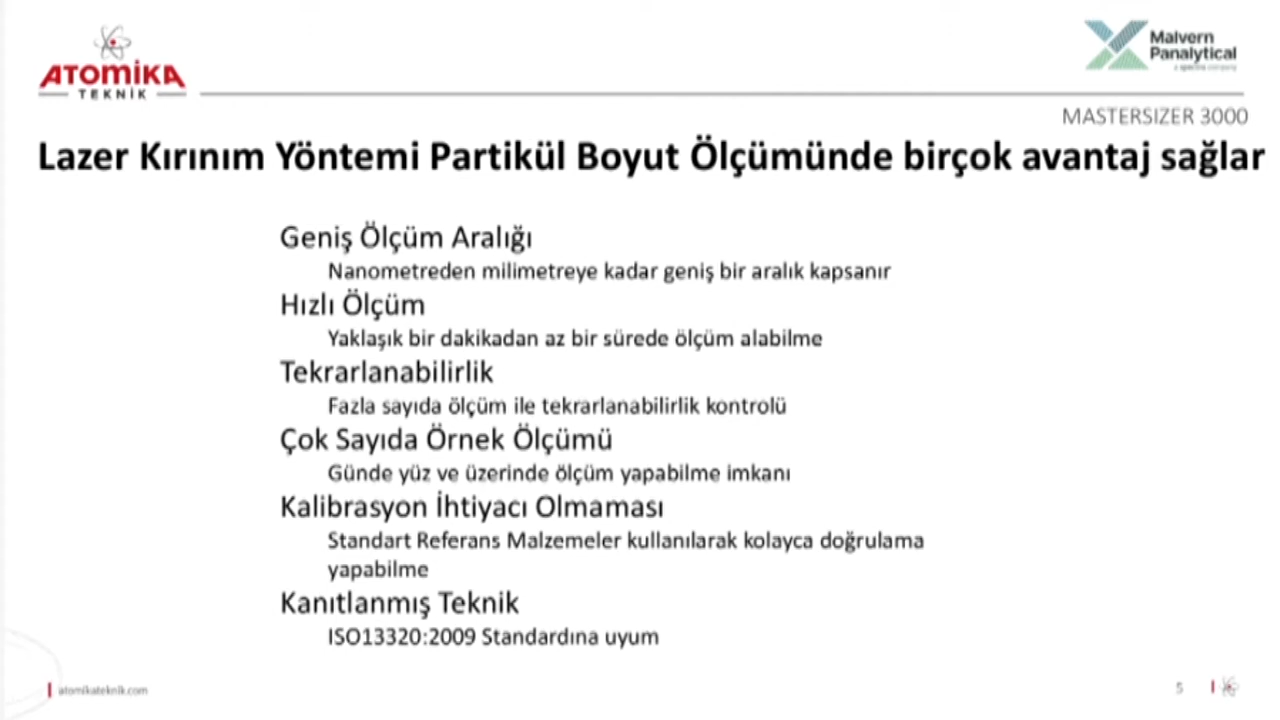 ATOMİKA
TEKNİK
Malvern
Panalytical
a spectris company
MASTERSIZER 3000
Lazer Kırınım Yöntemi Partikül Boyut Ölçümünde birçok avantaj sağlar
Geniş Ölçüm Aralığı
Nanometreden milimetreye kadar geniş bir aralık kapsanır
Hızlı Ölçüm
Yaklaşık bir dakikadan az bir sürede ölçüm alabilme
Tekrarlanabilirlik
Fazla sayıda ölçüm ile tekrarlanabilirlik kontrolü
Çok Sayıda Örnek Ölçümü
Günde yüz ve üzerinde ölçüm yapabilme imkanı
Kalibrasyon İhtiyacı Olmaması
Standart Referans Malzemeler kullanılarak kolayca doğrulama
yapabilme
Kanıtlanmış Teknik
ISO13320:2009 Standardına uyum
atomikateknik.com
5